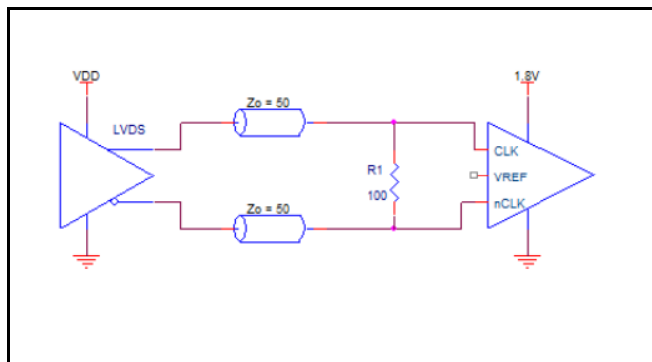 VDD
LVDS
Zo = 50
1.8V
CLK
R1
VREF
100
Zo = 50
nCLK